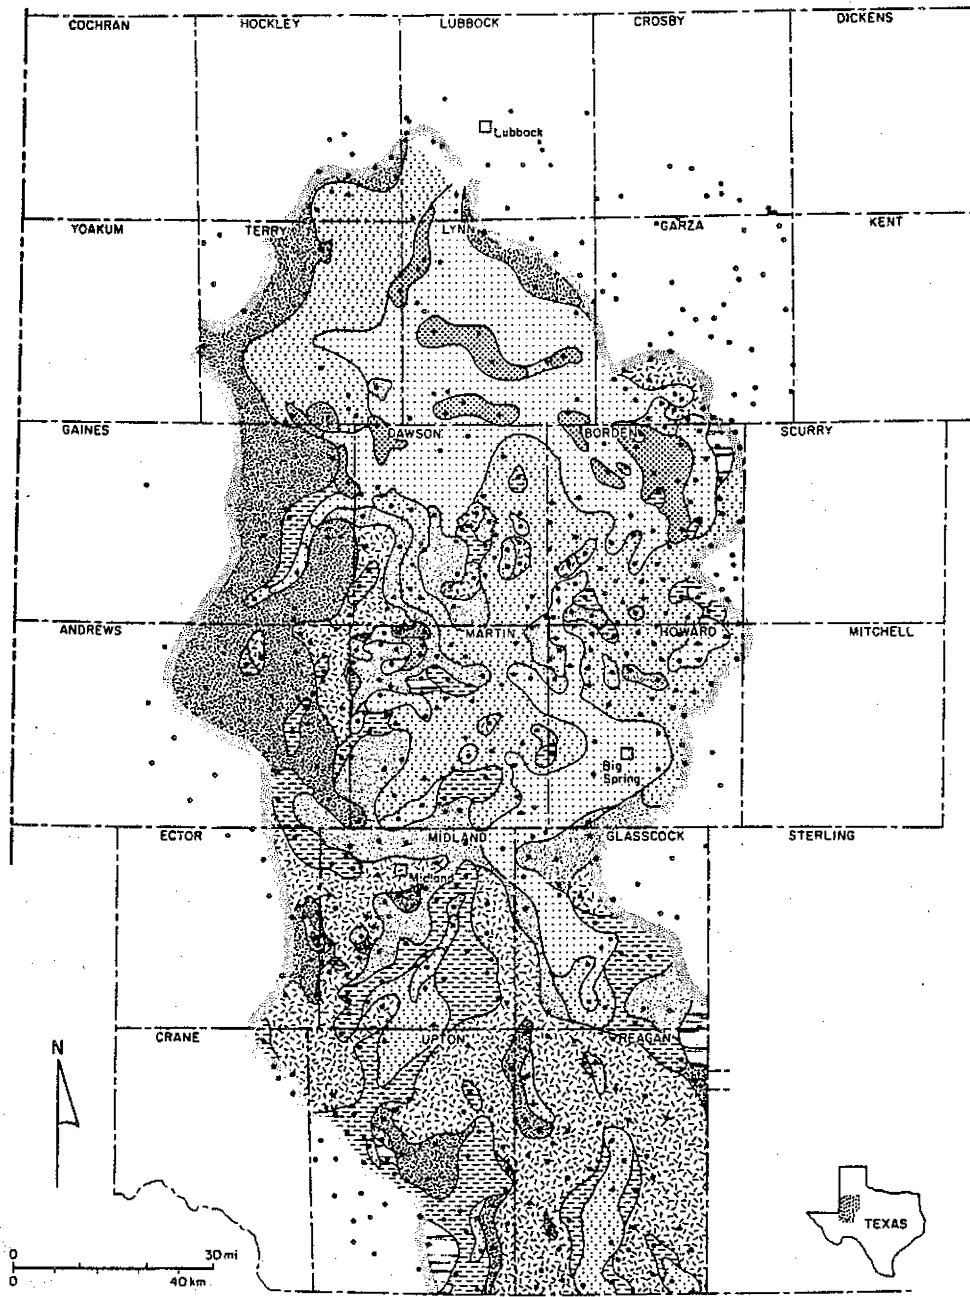 COCHRAN HOCKLEY LUBBOCK CROSBY DICKENS
Lubbock
YOAKUM TERRY LYNN GARZA KENT
GAINES DAWSON BORDEN SCURRY
ANDREWS MARTIN HOWARD MITCHELL
Big
Spring
ECTOR MIDLAND GLASSCOCK STERLING
Midland
CRANE UPTON REAGAN
N
TEXAS
0 30 mi
0 40 km